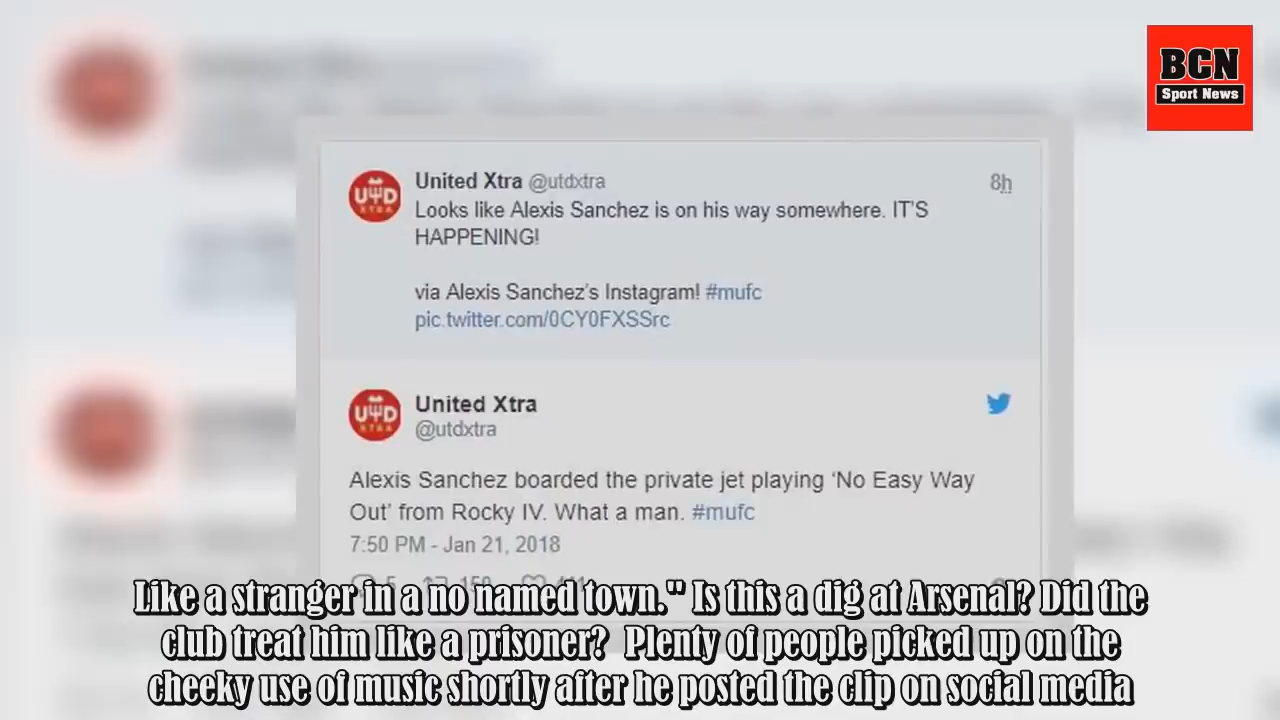 BCN
Sport News
United Xtra @utdxtra 8h
Looks like Alexis Sanchez is on his way somewhere. IT'S
HAPPENING!
via Alexis Sanchez's Instagram! #mufc
pic.twitter.com/0CY0FXSSrc
UTD
XTRA
United Xtra
@utdxtra
UTD
XTRA
Alexis Sanchez boarded the private jet playing ‘No Easy Way
Out’ from Rocky IV. What a man. #mufc
7:50 PM - Jan 21, 2018
Like a stranger in a no named town." Is this a dig at Arsenal? Did the
club treat him like a prisoner? Plenty of people picked up on the
cheeky use of music shortly after he posted the clip on social media